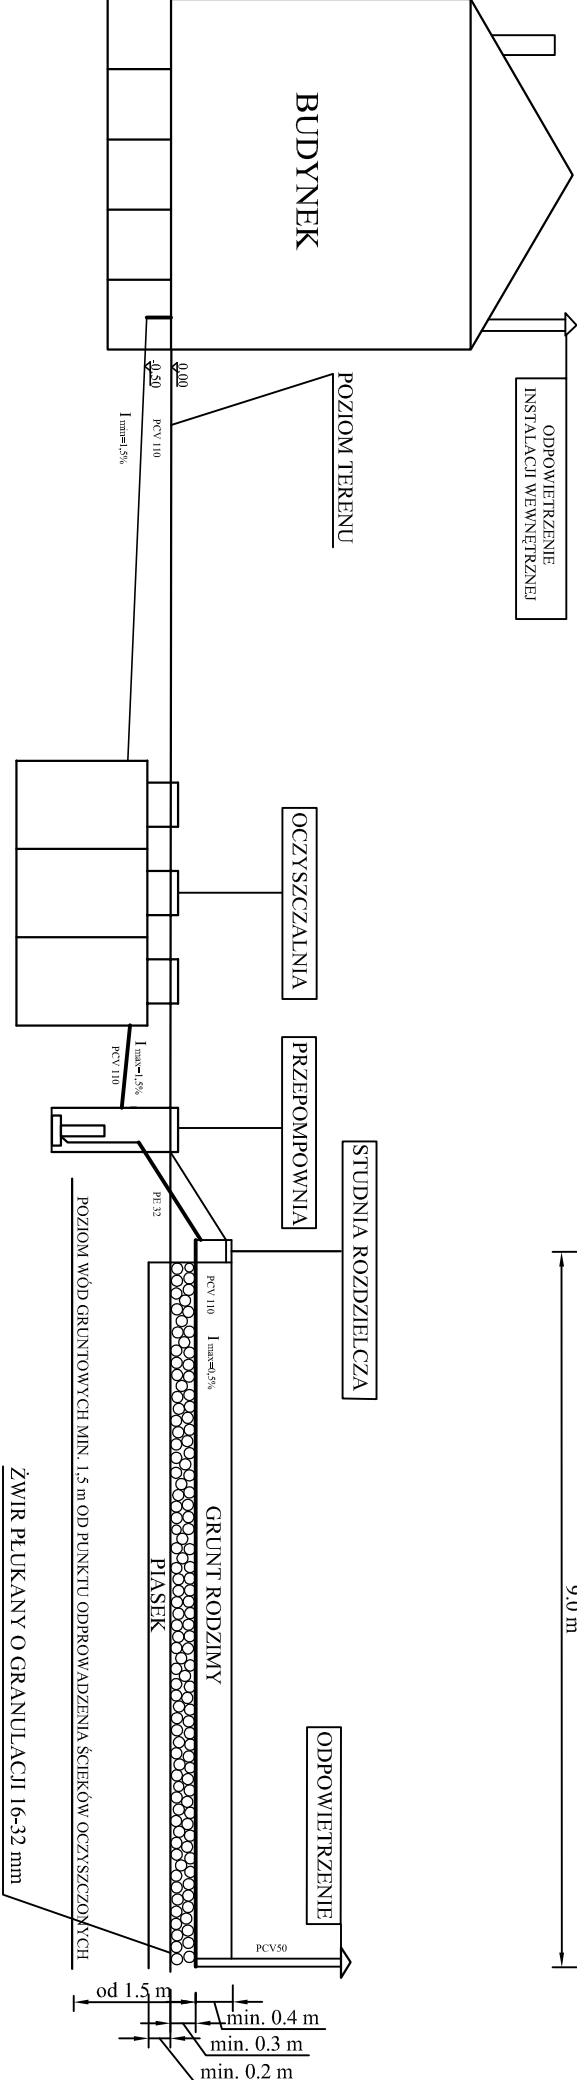 BUDYNEK
ODPOWIETRZENIE
INSTALACJI WEWNĘTRZNEJ
POZIOM TERENU
0,00
-0,50
PCV 110
I min=1,5%
OCZYSZCZALNIA
PRZEPOMPOWNIA
STUDNIA ROZDZIELCZA
I max=1,5%
PCV 110
PE 32
PCV 110
I max=0,5%
9.0 m
GRUNT RODZIMY
PIASEK
POZIOM WÓD GRUNTOWYCH MIN. 1,5 m OD PUNKTU ODPROWADZENIA ŚCIEKÓW OCZYSZCZONYCH
ŻWIR PŁUKANY O GRANULACJI 16-32 mm
ODPOWIETRZENIE
PCV50
od 1.5 m
min. 0.4 m
min. 0.3 m
min. 0.2 m